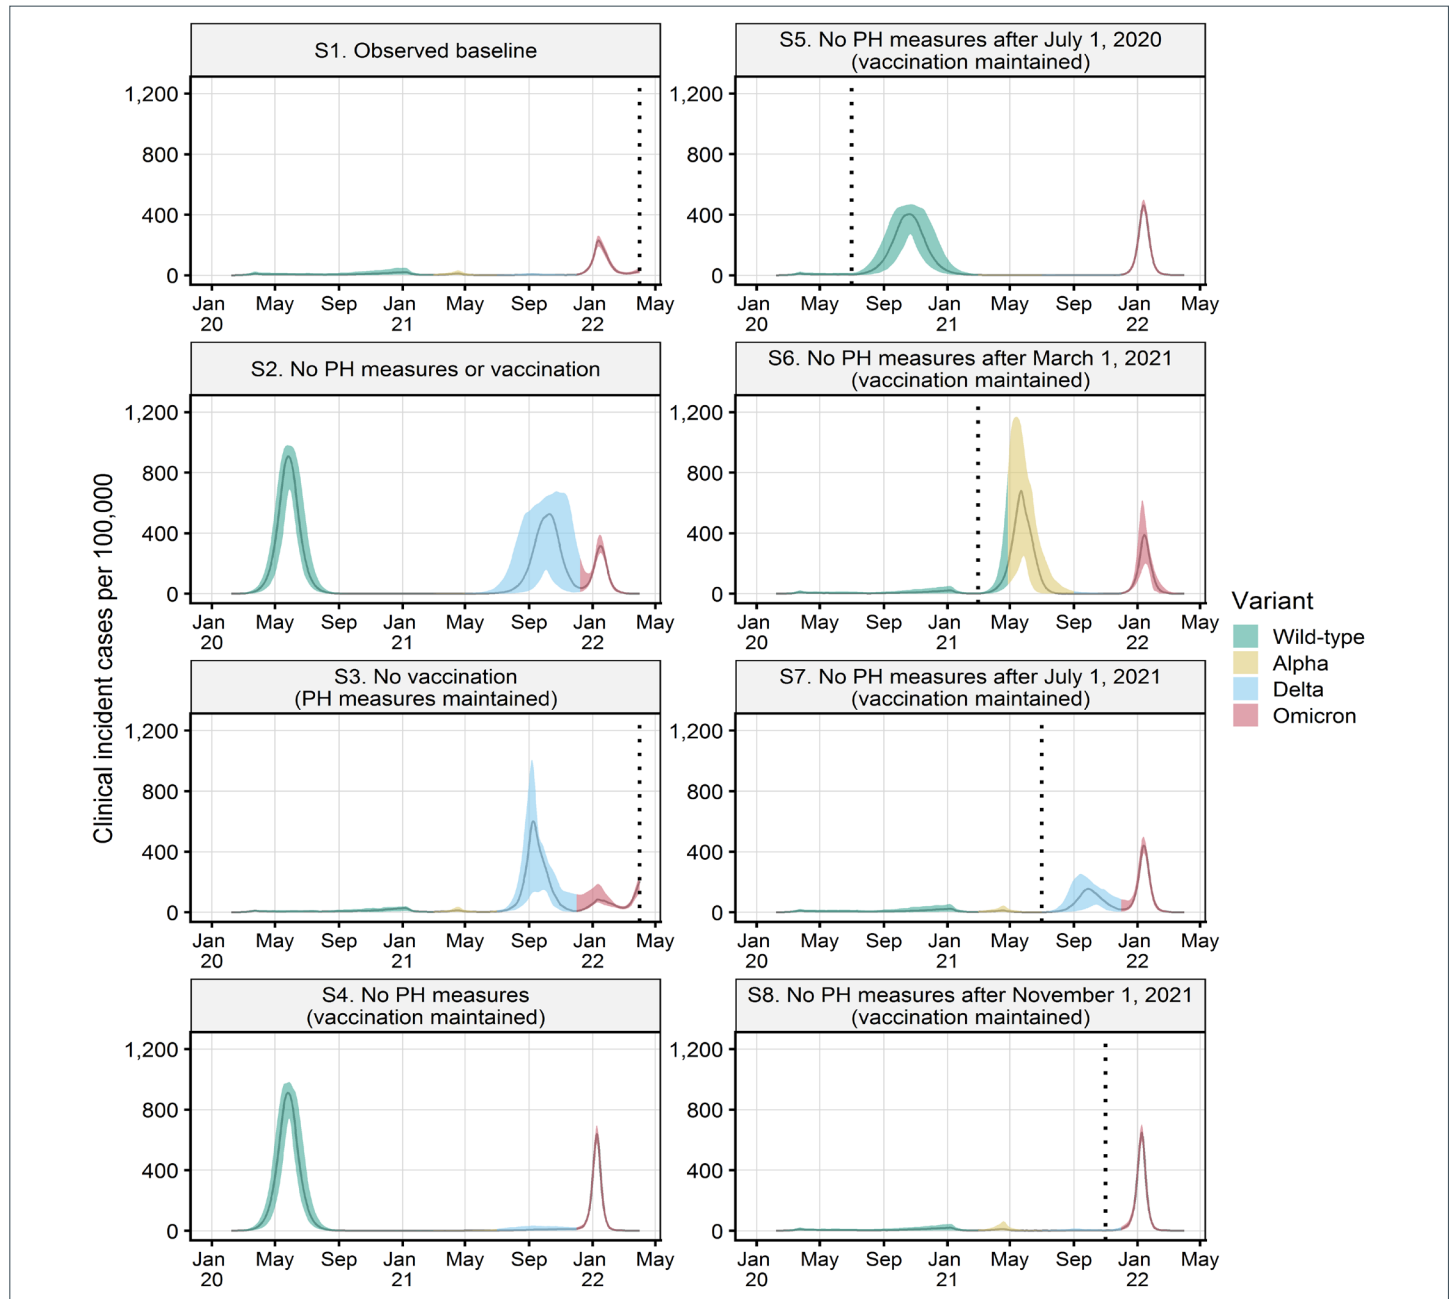 S1. Observed baseline
1,200
800
400
0
Jan May Sep Jan May Sep Jan May
20 21 22
S5. No PH measures after July 1, 2020
(vaccination maintained)
1,200
800
400
0
Jan May Sep Jan May Sep Jan May
20 21 22
S2. No PH measures or vaccination
1,200
800
400
0
Jan May Sep Jan May Sep Jan May
20 21 22
S6. No PH measures after March 1, 2021
(vaccination maintained)
1,200
800
400
0
Jan May Sep Jan May Sep Jan May
20 21 22
Clinical incident cases per 100,000
S3. No vaccination
(PH measures maintained)
1,200
800
400
0
Jan May Sep Jan May Sep Jan May
20 21 22
S7. No PH measures after July 1, 2021
(vaccination maintained)
1,200
800
400
0
Jan May Sep Jan May Sep Jan May
20 21 22
S4. No PH measures
(vaccination maintained)
1,200
800
400
0
Jan May Sep Jan May Sep Jan May
20 21 22
S8. No PH measures after November 1, 2021
(vaccination maintained)
1,200
800
400
0
Jan May Sep Jan May Sep Jan May
20 21 22
Variant
Wild-type
Alpha
Delta
Omicron